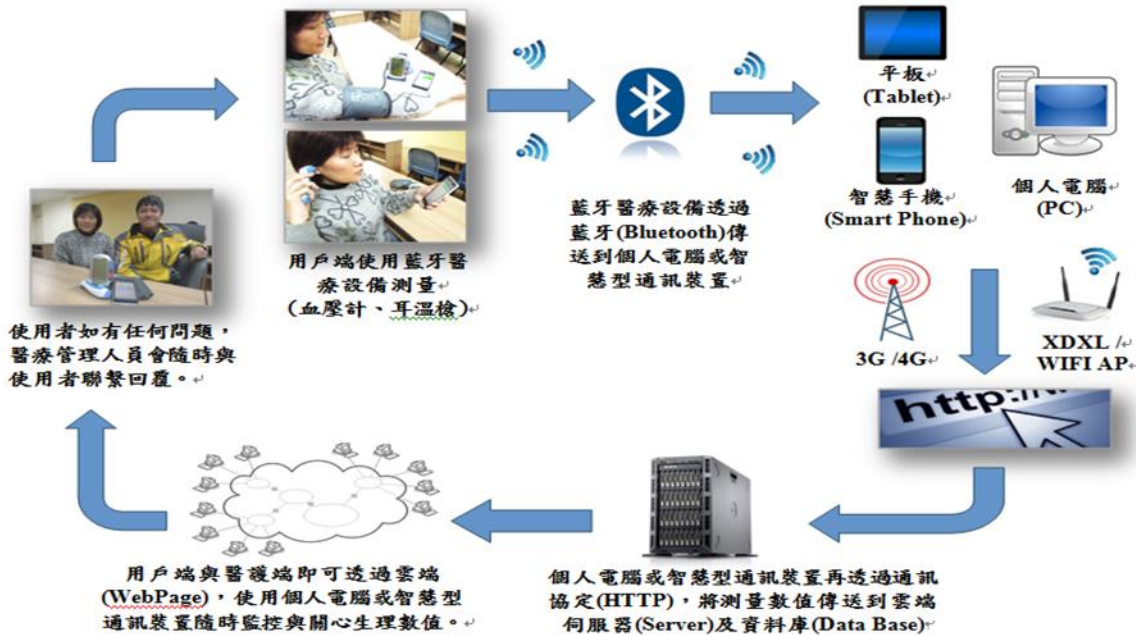 用戶端使用藍牙醫
療設備測量
(血壓計、耳溫槍)
藍牙醫療設備透過
藍牙(Bluetooth)傳
送到個人電腦或智
慧型通訊裝置
平板
(Tablet)
智慧手機
(Smart Phone)
個人電腦
(PC)
3G /4G
XDXL /
WIFI AP
http://
個人電腦或智慧型通訊裝置再透過通訊
協定(HTTP)，將測量數值傳送到雲端
伺服器(Server)及資料庫(Data Base)
用戶端與醫護端即可透過雲端
(WebPage)，使用個人電腦或智慧型
通訊裝置隨時監控與關心生理數值。
使用者如有任何問題，
醫療管理人員會隨時與
使用者聯繫回覆。